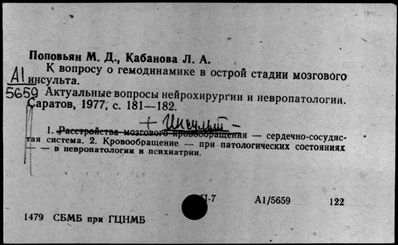 Поповьян М. Д., Кабанова Л. А.
К вопросу о гемодинамике в острой стадии мозгового
А1 инсульта.
5659 Актуальные вопросы нейрохирургии и невропатологии.
Саратов, 1977, с. 181—182.
+ Инсульт —
1. Расстройства мозгового кровообращения — сердечно-сосудис-
тая система. 2. Кровообращение — при патологических состояниях
— — в невропатологии и психиатрии.
П-7 А1/5659 122
1479 СБМБ при ГЦНМБ